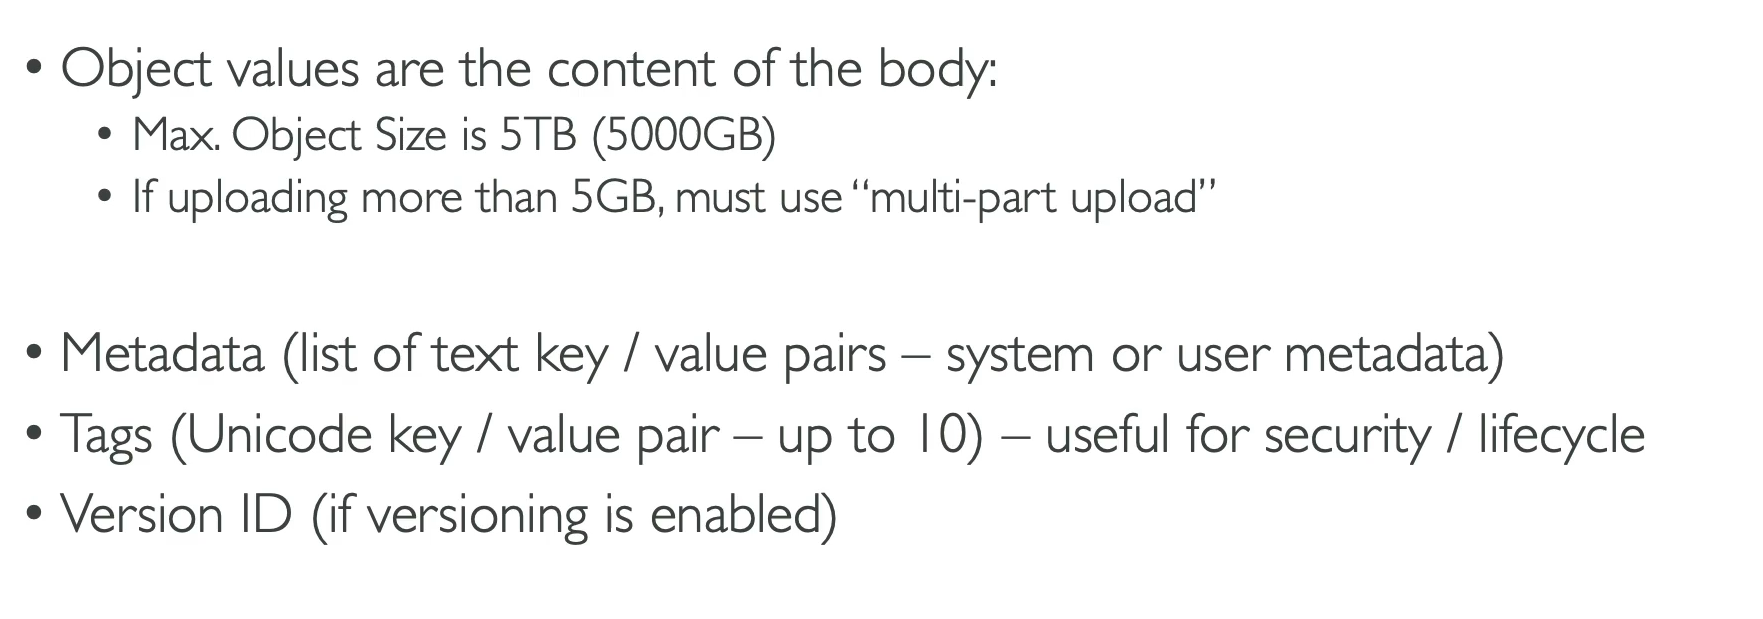 • Object values are the content of the body:
• Max. Object Size is 5TB (5000GB)
• If uploading more than 5GB, must use “multi-part upload”
• Metadata (list of text key / value pairs – system or user metadata)
• Tags (Unicode key / value pair – up to 10) – useful for security / lifecycle
• Version ID (if versioning is enabled)